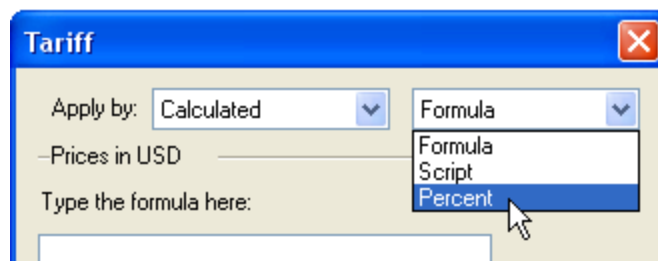 Tariff
Apply by: Calculated Formula
Formula
Prices in USD
Script
Type the formula here: Percent